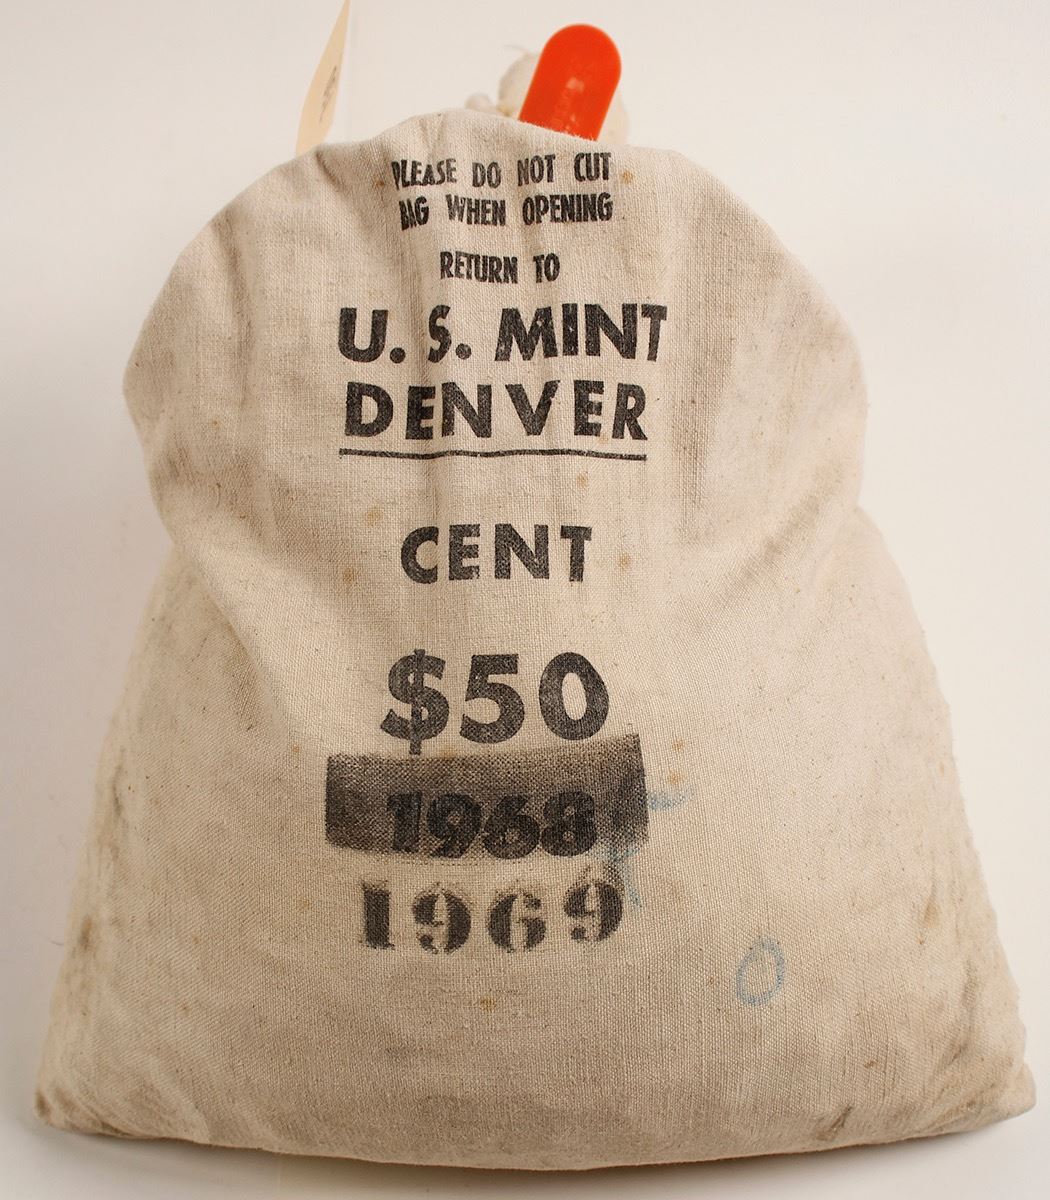 PLEASE DO NOT CUT
BAG WHEN OPENING
RETURN TO
U. S. MINT
DENVER
CENT
$50
1968
1969